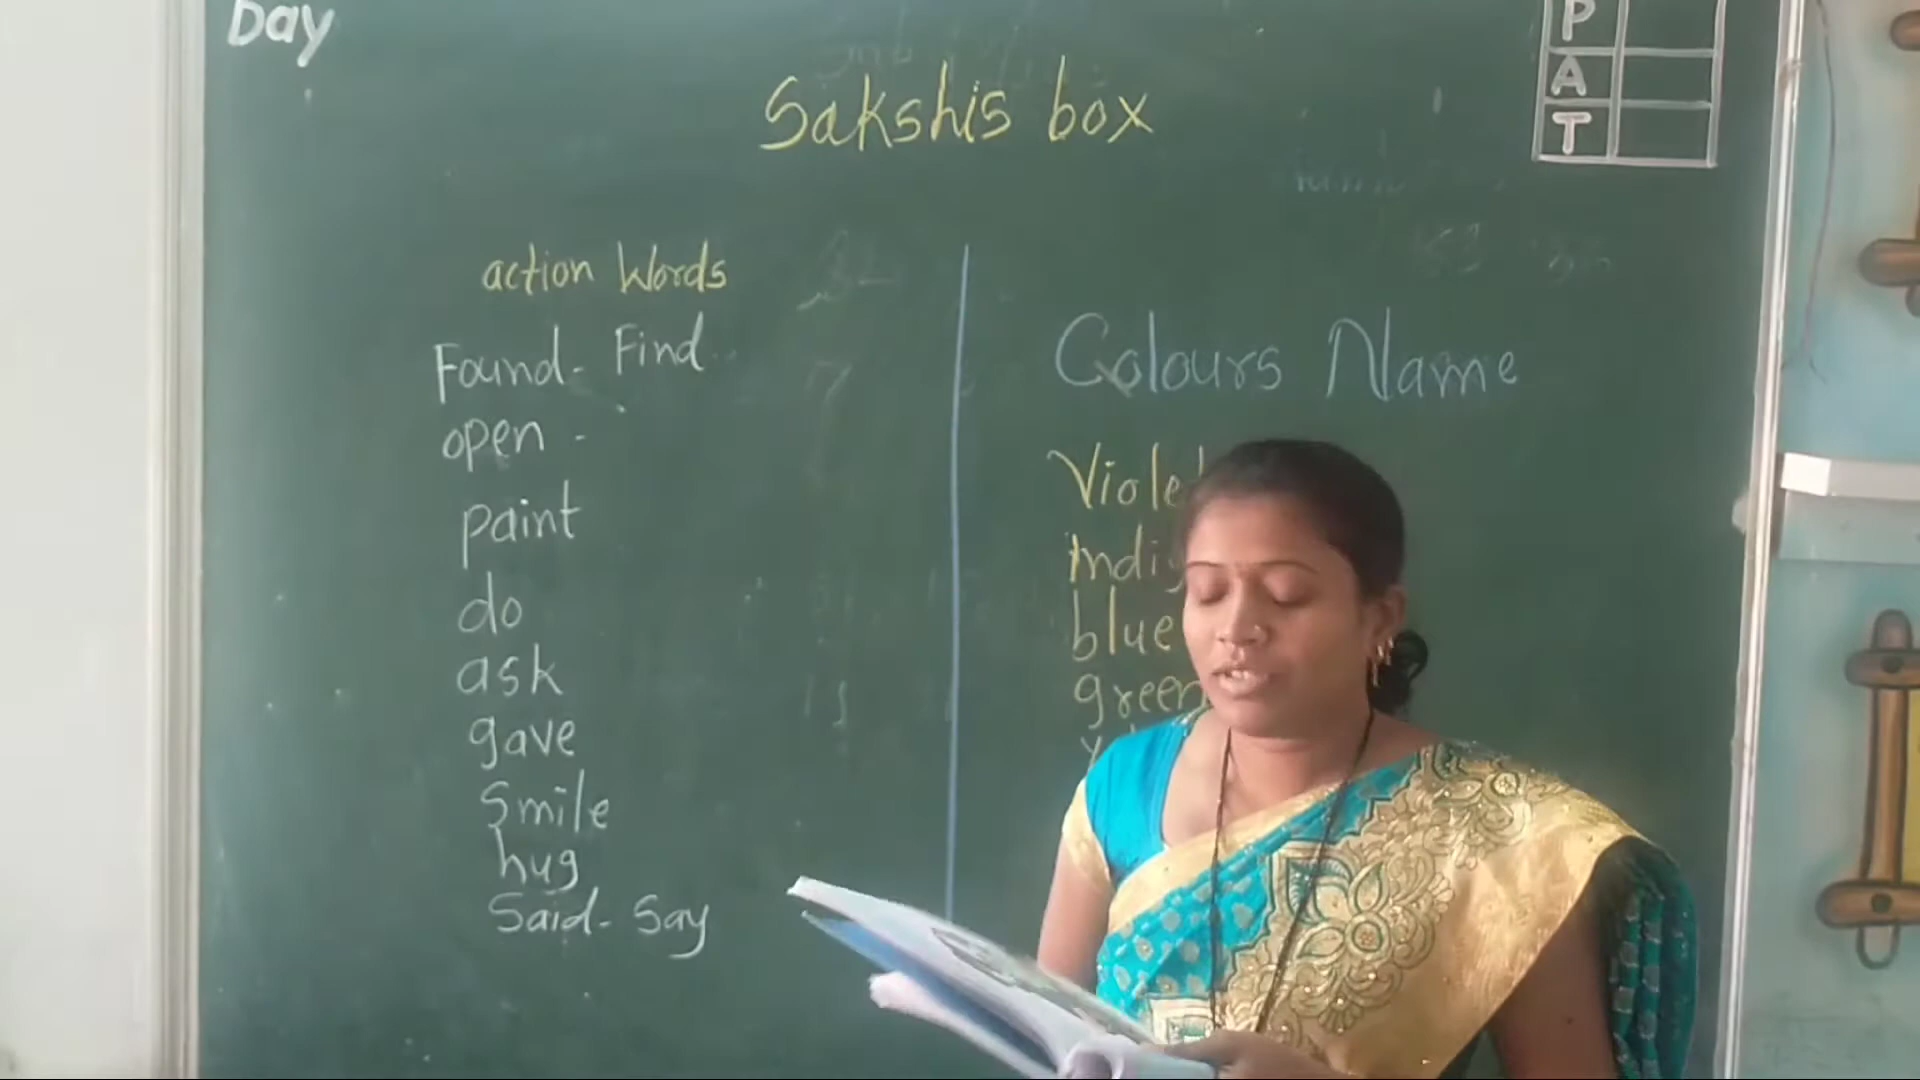 Day
P
A
T
Sakshis box
action Words
Found- Find
open -
paint
do
ask
gave
Smile
hug
Said- Say
Colours Name
blue
green